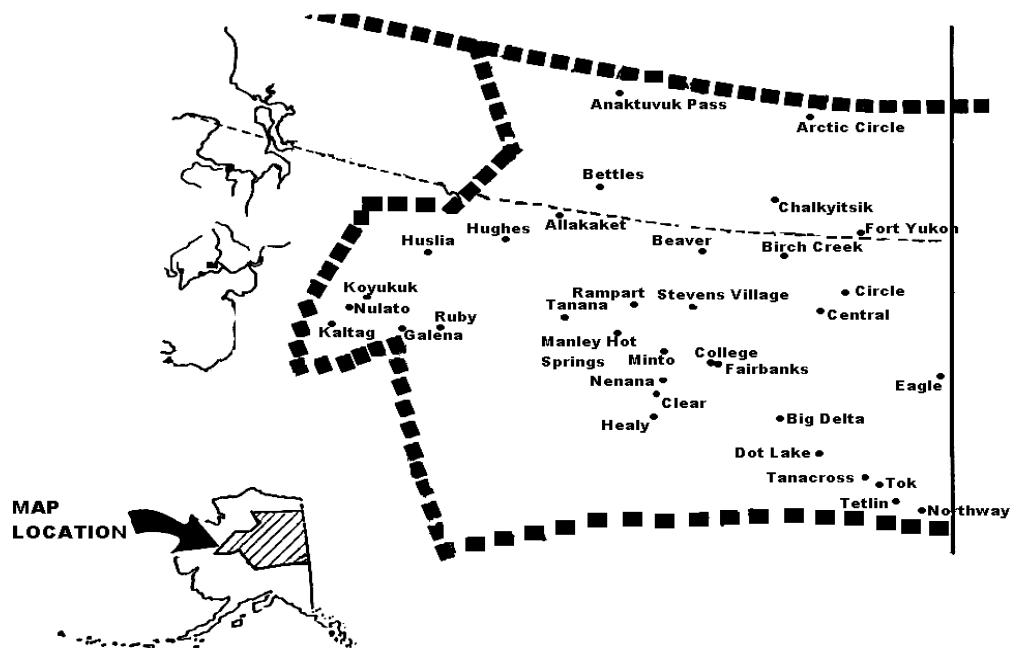 Anaktuvuk Pass
Arctic Circle
Bettles
Chalkyitsik
Allakaket
Hughes
Fort Yukon
Huslia
Beaver
Birch Creek
Koyukuk
Nulato
Kaltag
Galena
Ruby
Tanana
Rampart
Stevens Village
Circle
Central
Manley Hot
Springs
Minto
College
Fairbanks
Nenana
Eagle
Clear
Healy
Big Delta
Dot Lake
Tanacross
Tok
Tetlin
Northway
MAP
LOCATION